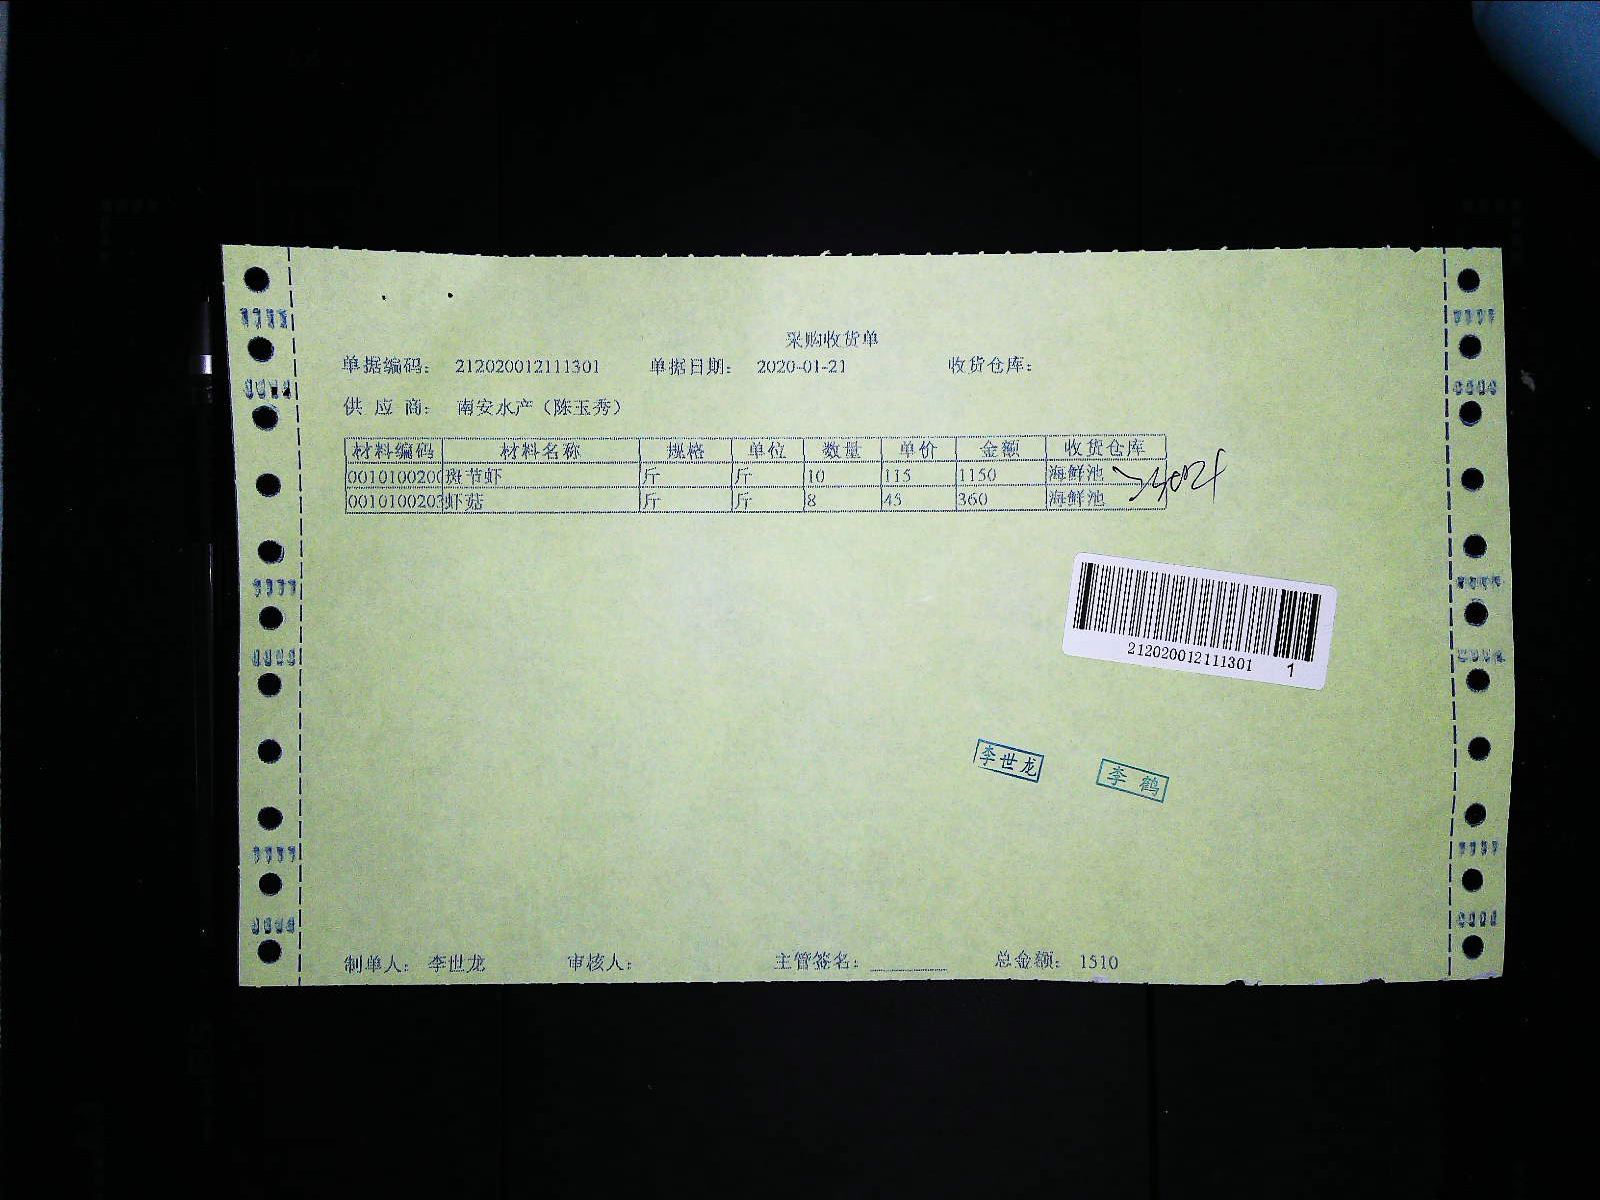 采购收货单
单据编码： 212020012111301 单据日期： 2020-01-21 收货仓库：
供 应 商： 南安水产（陈玉秀）
材料编码 材料名称 规格 单位 数量 单价 金额 收货仓库
0010100200 斑节虾 斤 斤 10 115 1150 海鲜池
001010020 虾菇 斤 斤 8 45 360 海鲜池
212020012111301 1
李世龙 李鹤
制单人： 李世龙 审核人： 主管签名： 总金额： 1510